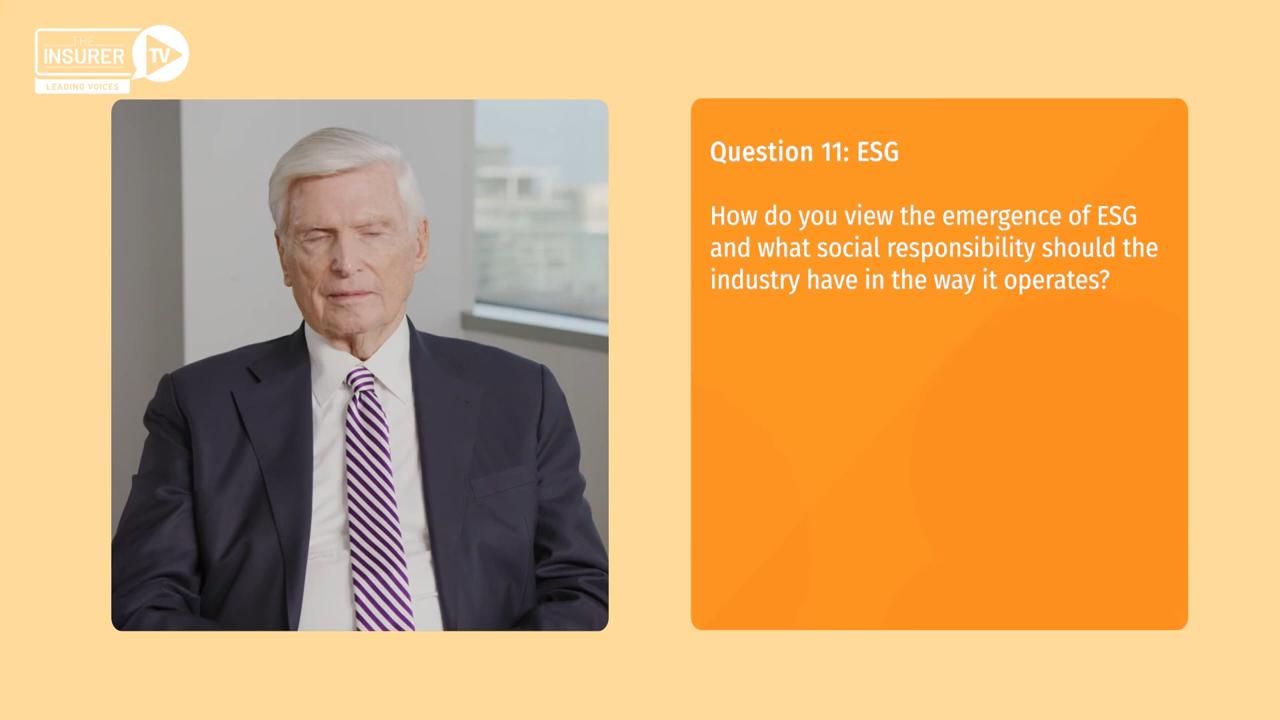 THE
INSURER
TV
LEADING VOICES
Question 11: ESG
How do you view the emergence of ESG
and what social responsibility should the
industry have in the way it operates?